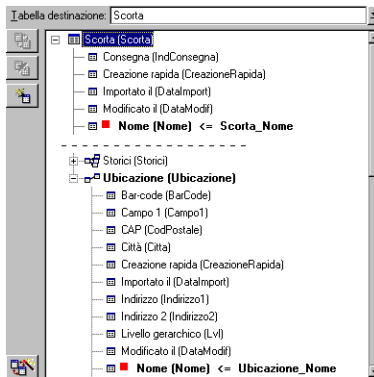 Tabella destinazione: Scorta
Scorta (Scorta)
Consegna (IndConsegna)
Creazione rapida (CreazioneRapida)
Importato il (DataImport)
Modificato il (DataModif)
Nome (Nome) <= Scorta_Nome
Storici (Storici)
Ubicazione (Ubicazione)
Bar-code (BarCode)
Campo 1 (Campo1)
CAP (CodPostale)
Città (Citta)
Creazione rapida (CreazioneRapida)
Importato il (DataImport)
Indirizzo (Indirizzo1)
Indirizzo 2 (Indirizzo2)
Livello gerarchico (Lvl)
Modificato il (DataModif)
Nome (Nome) <= Ubicazione_Nome